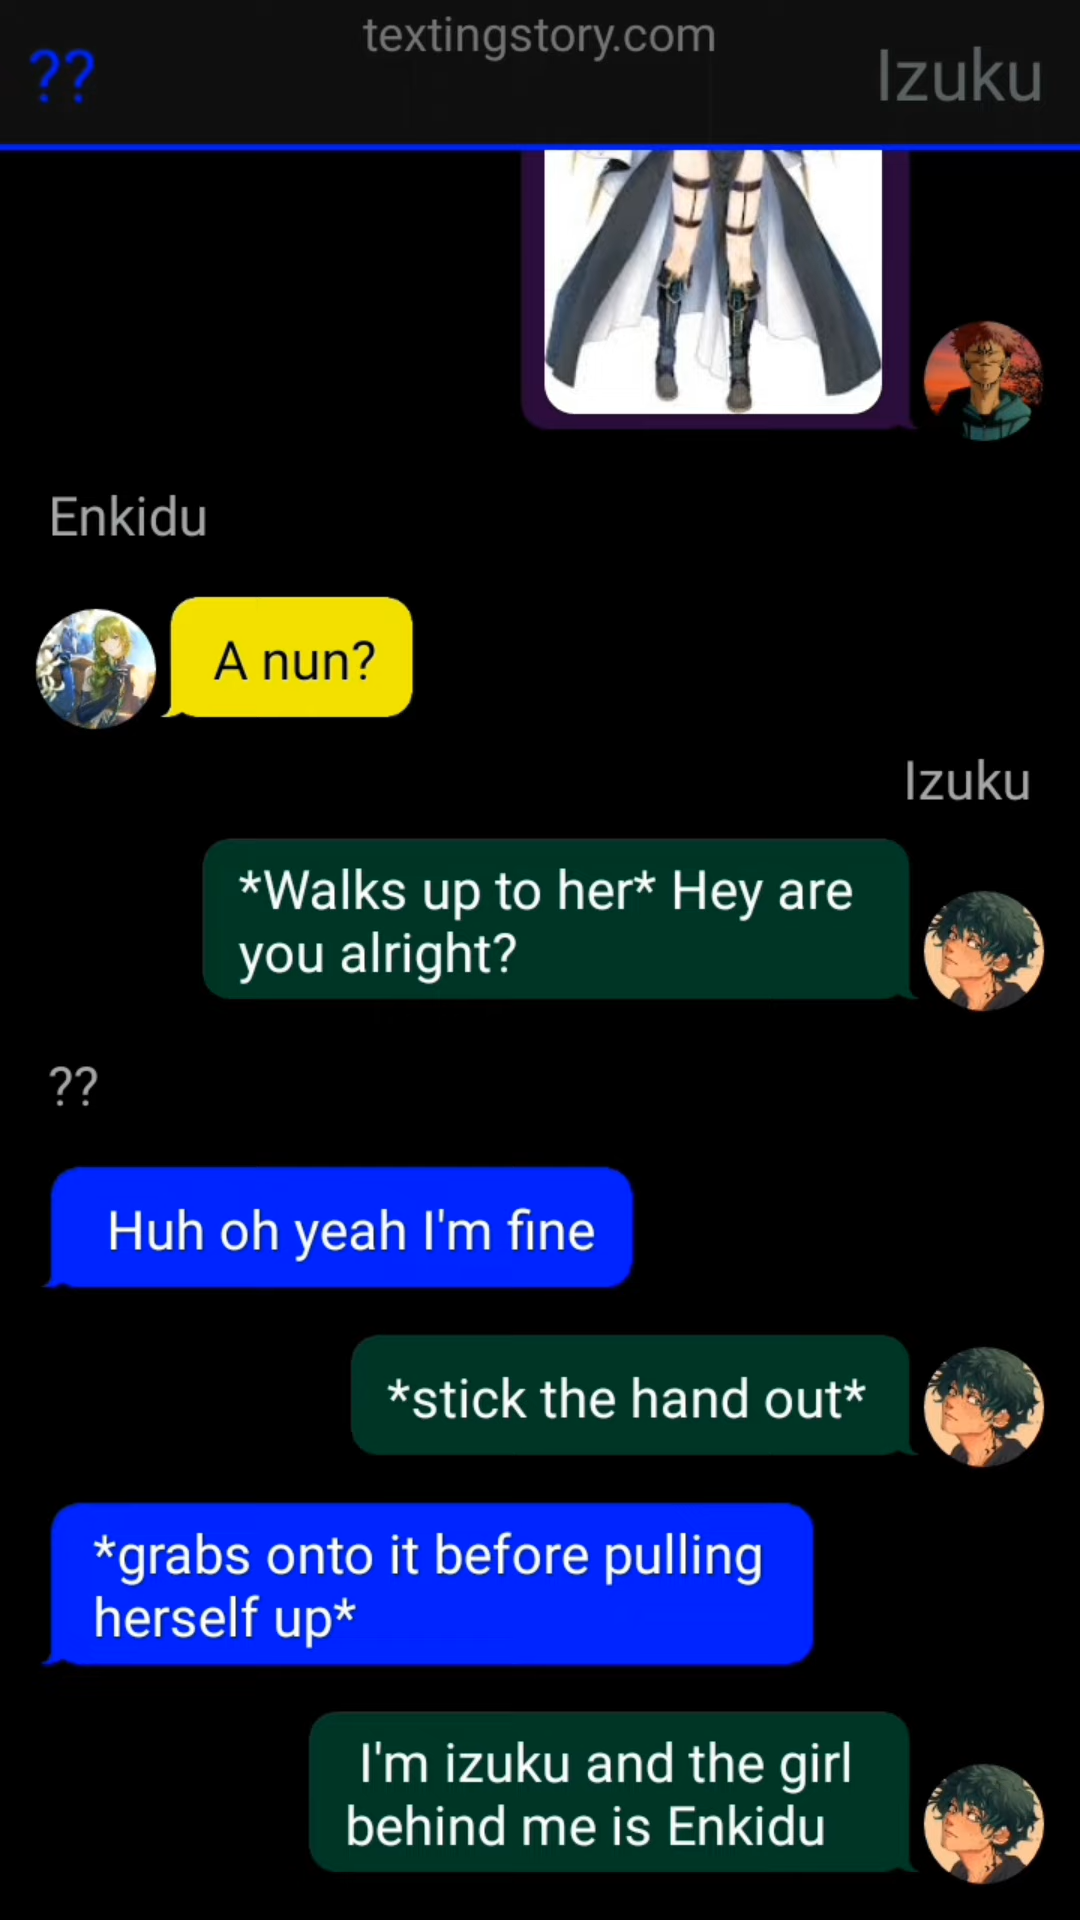 textingstory.com
??
Izuku
Enkidu
A nun?
Izuku
*Walks up to her* Hey are
you alright?
??
Huh oh yeah I'm fine
*stick the hand out*
*grabs onto it before pulling
herself up*
I'm izuku and the girl
behind me is Enkidu